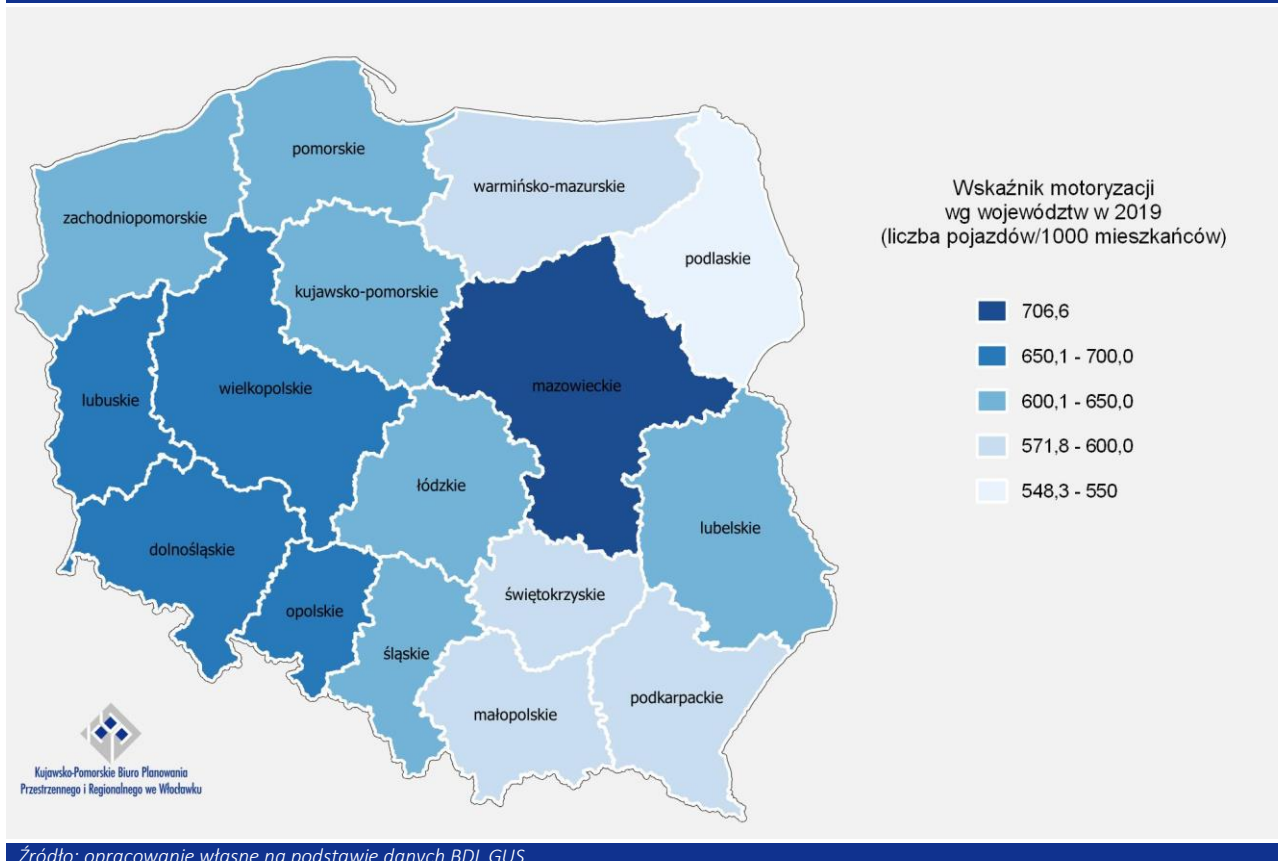 pomorskie
warmińsko-mazurskie
zachodniopomorskie
podlaskie
kujawsko-pomorskie
lubuskie
wielkopolskie
mazowieckie
łódzkie
lubelskie
dolnośląskie
opolskie
świętokrzyskie
śląskie
małopolskie
podkarpackie
Wskaźnik motoryzacji
wg województw w 2019
(liczba pojazdów/1000 mieszkańców)
706,6
650,1 - 700,0
600,1 - 650,0
571,8 - 600,0
548,3 - 550
Kujawsko-Pomorskie Biuro Planowania
Przestrzennego i Regionalnego we Włocławku
Źródło: opracowanie własne na podstawie danych BDL GUS